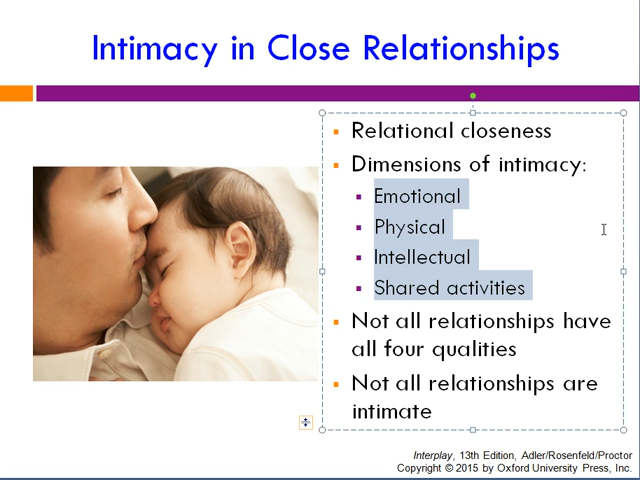 Intimacy in Close Relationships
Relational closeness
Dimensions of intimacy:
Emotional
Physical
Intellectual
Shared activities
Not all relationships have
all four qualities
Not all relationships are
intimate
Interplay, 13th Edition, Adler/Rosenfeld/Proctor
Copyright © 2015 by Oxford University Press, Inc.